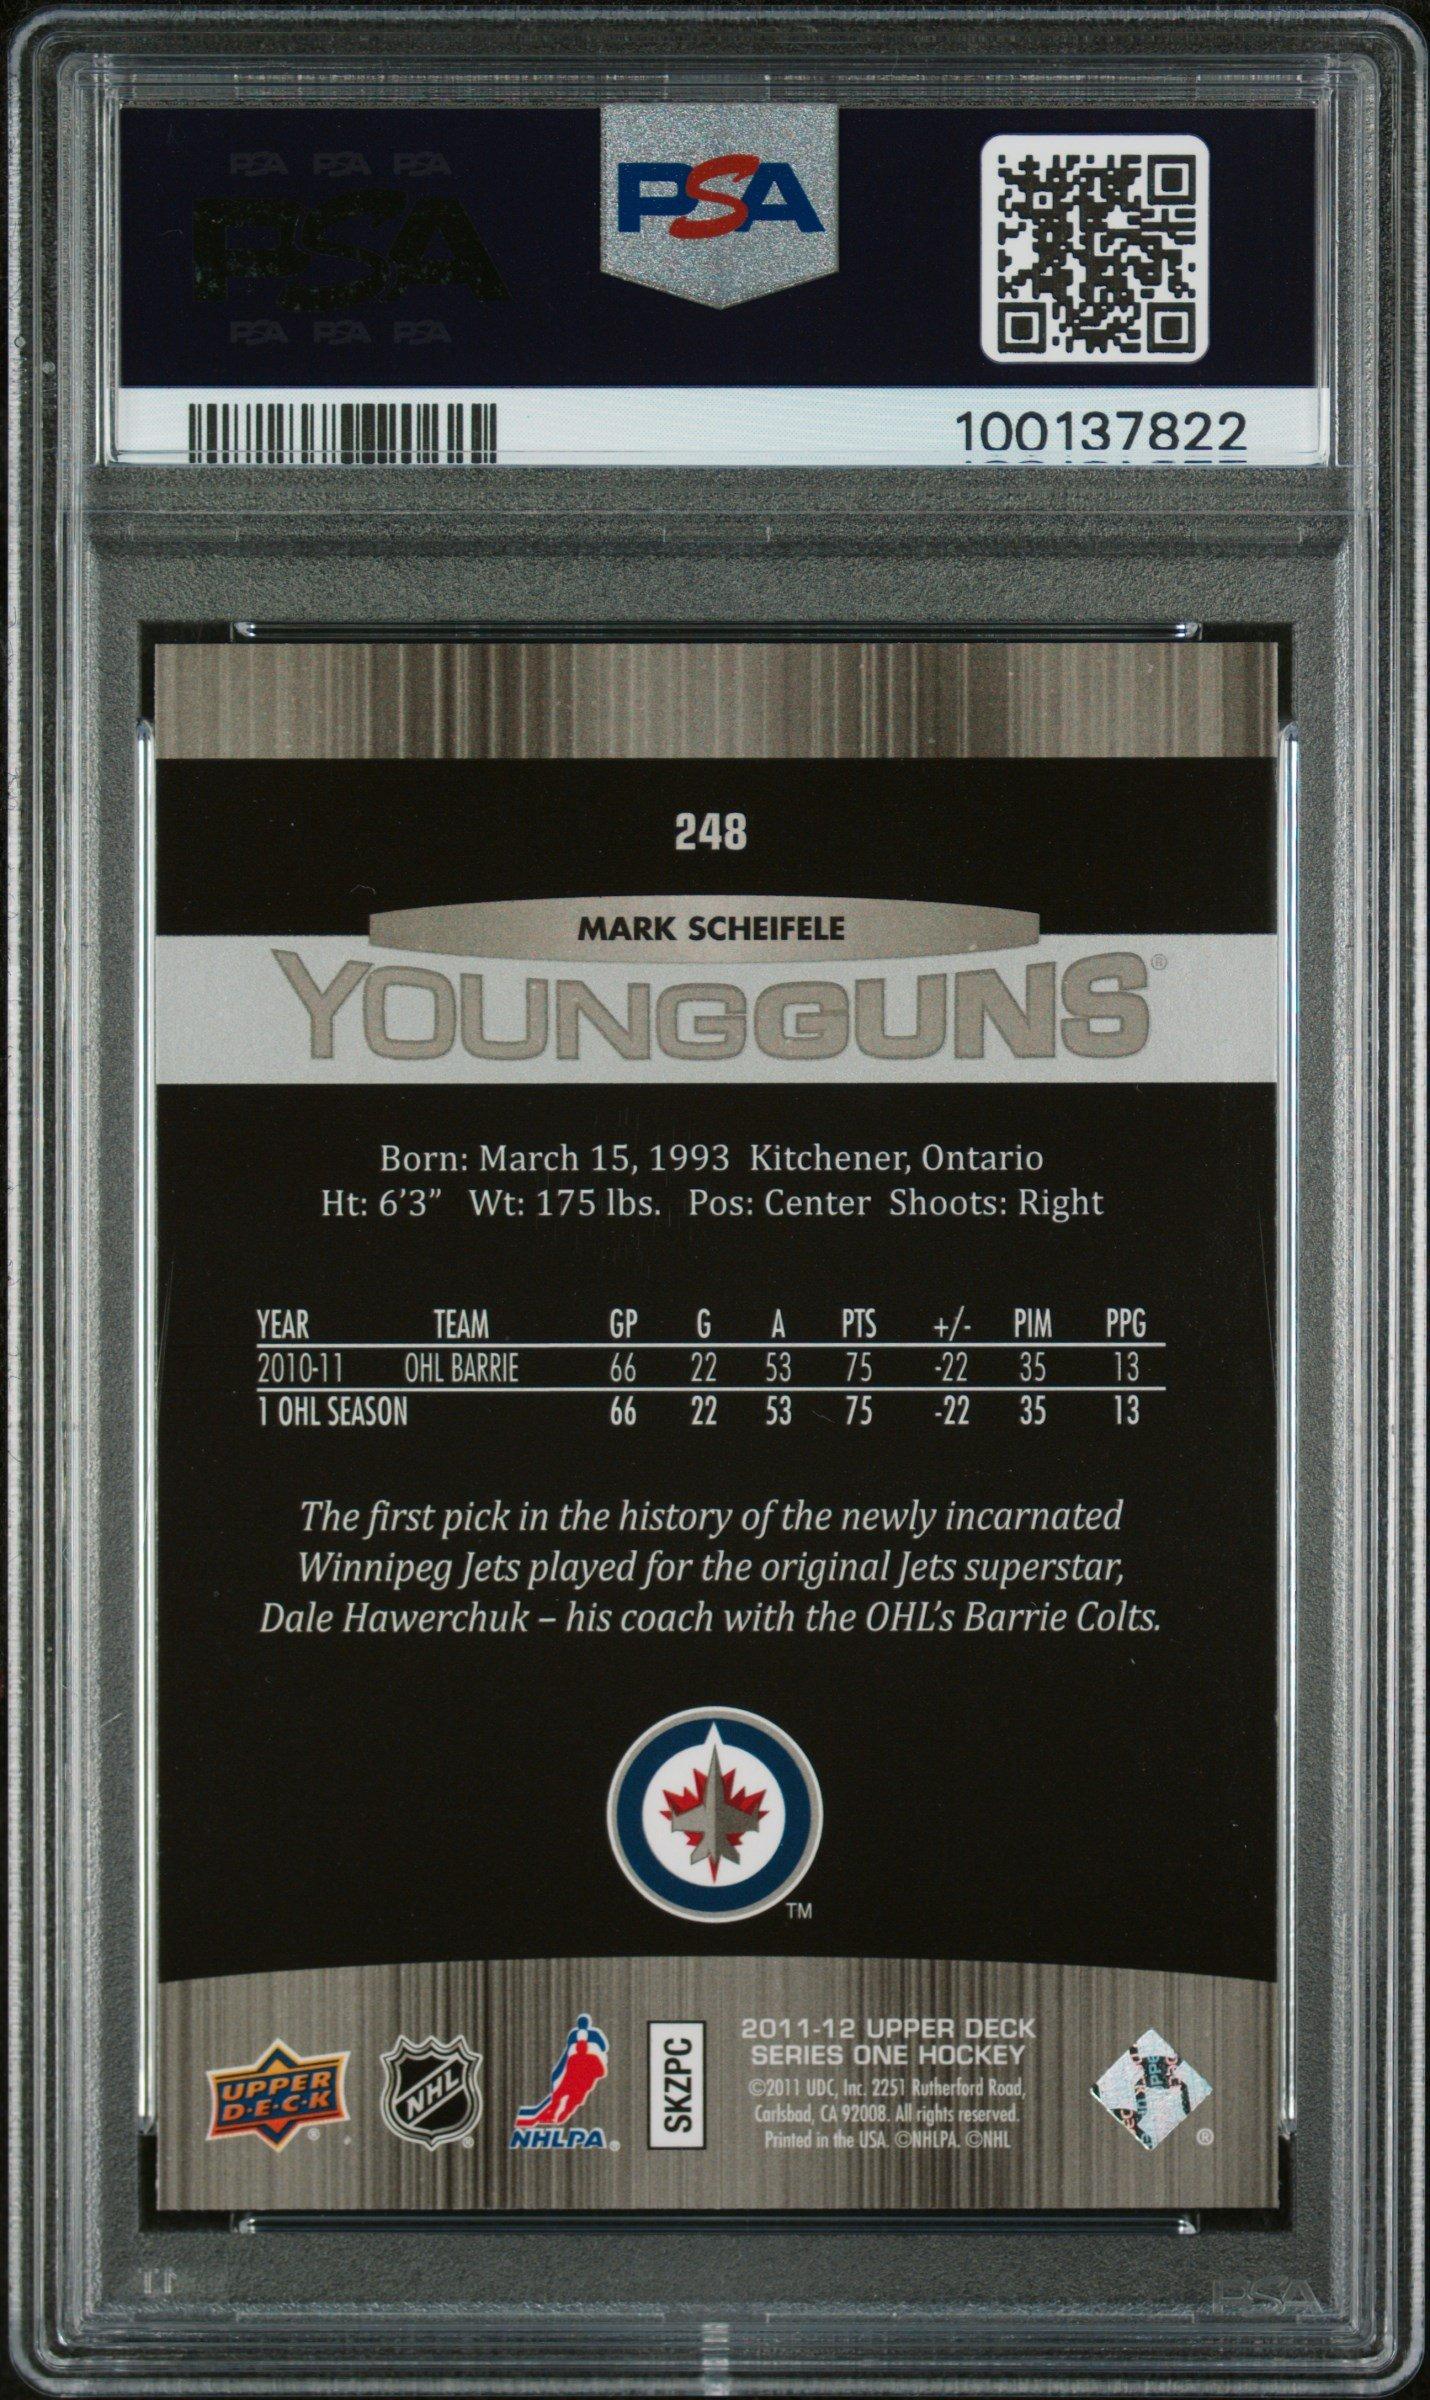 PSA PSA PSA
PSA
PSA PSA PSA
PSA
100137822
248
MARK SCHEIFELE
YOUNG GUNS®
Born: March 15, 1993 Kitchener, Ontario
Ht: 6'3" Wt: 175 lbs. Pos: Center Shoots: Right
YEAR TEAM GP G A PTS +/- PIM PPG
2010-11 OHL BARRIE 66 22 53 75 -22 35 13
1 OHL SEASON 66 22 53 75 -22 35 13
The first pick in the history of the newly incarnated
Winnipeg Jets played for the original Jets superstar,
Dale Hawerchuk – his coach with the OHL's Barrie Colts.
TM
UPPER
D·E·C·K ®
NHL ®
NHLPA ®
SKZPC
2011-12 UPPER DECK
SERIES ONE HOCKEY
©2011 UDC, Inc. 2251 Rutherford Road,
Carlsbad, CA 92008. All rights reserved.
Printed in the USA. ©NHLPA. ©NHL
®
PSA